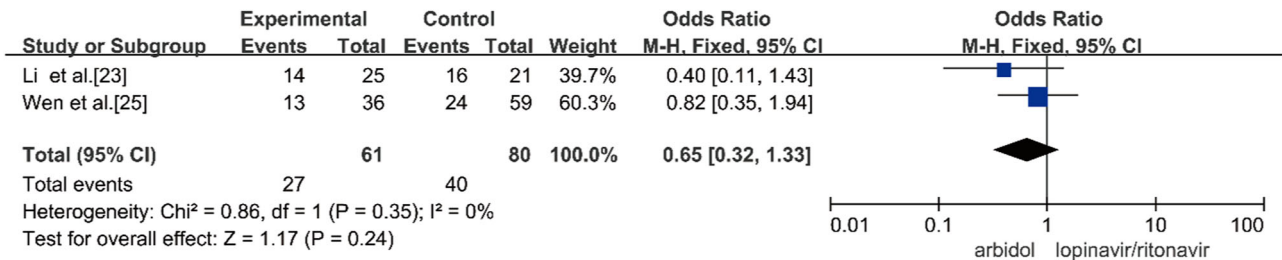 Experimental Control Odds Ratio Odds Ratio
Study or Subgroup Events Total Events Total Weight M-H, Fixed, 95% CI M-H, Fixed, 95% CI
Li et al.[23] 14 25 16 21 39.7% 0.40 [0.11, 1.43]
Wen et al.[25] 13 36 24 59 60.3% 0.82 [0.35, 1.94]
Total (95% CI) 61 80 100.0% 0.65 [0.32, 1.33]
Total events 27 40
Heterogeneity: Chi² = 0.86, df = 1 (P = 0.35); I² = 0%
Test for overall effect: Z = 1.17 (P = 0.24)
0.01 0.1 1 10 100
arbidol lopinavir/ritonavir